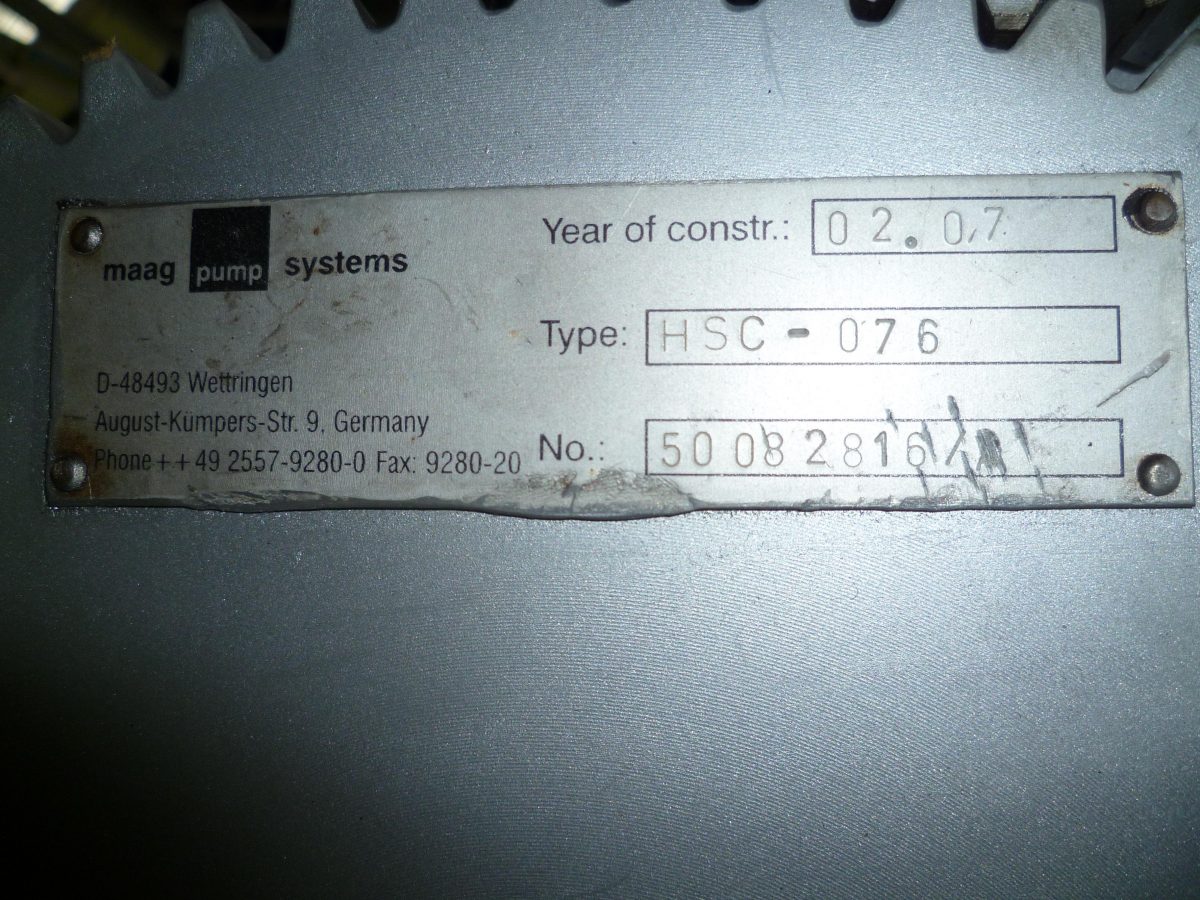 maag pump systems
Year of constr.: 02.07
Type: HSC-076
D-48493 Wettringen
August-Kümpers-Str. 9, Germany
Phone ++ 49 2557-9280-0 Fax: 9280-20
No.: 50082816